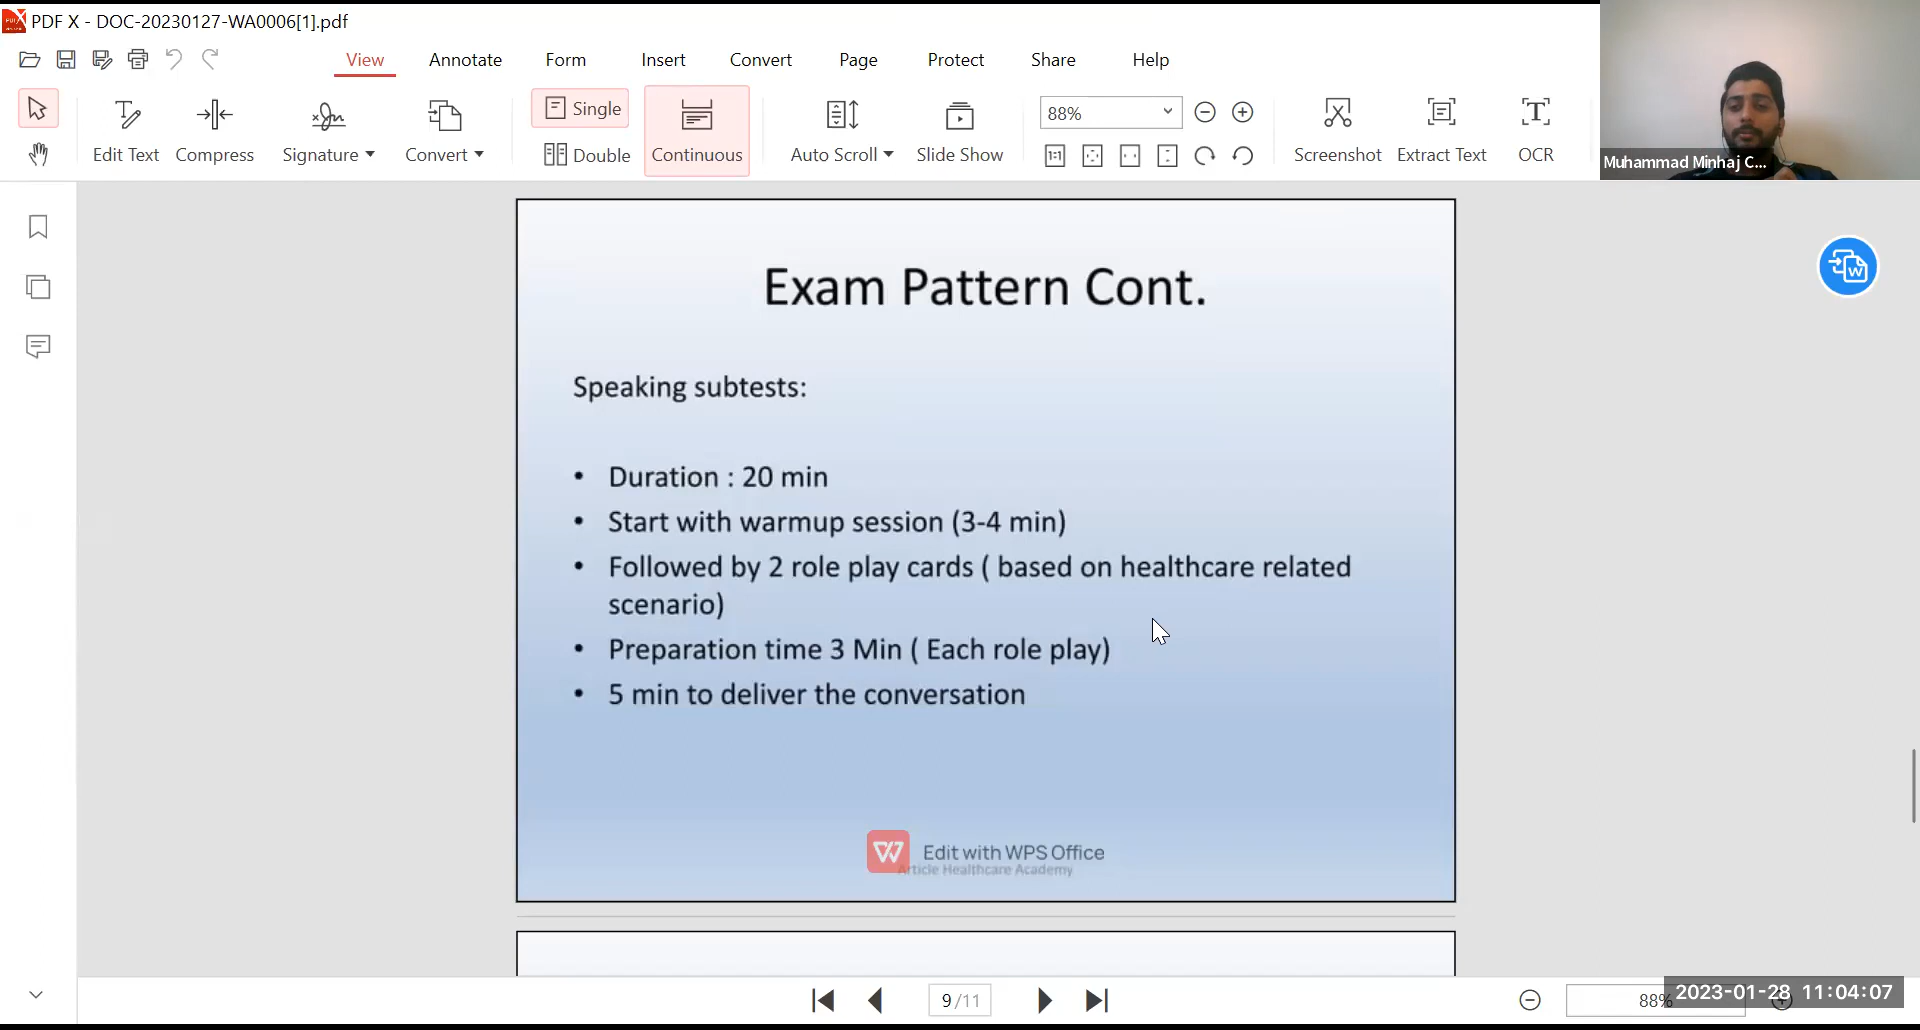 PDF X - DOC-20230127-WA0006[1].pdf
View Annotate Form Insert Convert Page Protect Share Help
Edit Text Compress Signature Convert Single Double Continuous Auto Scroll Slide Show 88% Screenshot Extract Text OCR
Muhammad Minhaj C...
Exam Pattern Cont.
Speaking subtests:
• Duration : 20 min
• Start with warmup session (3-4 min)
• Followed by 2 role play cards ( based on healthcare related
scenario)
• Preparation time 3 Min ( Each role play)
• 5 min to deliver the conversation
Edit with WPS Office
Article Healthcare Academy
9 /11
88%
2023-01-28 11:04:07